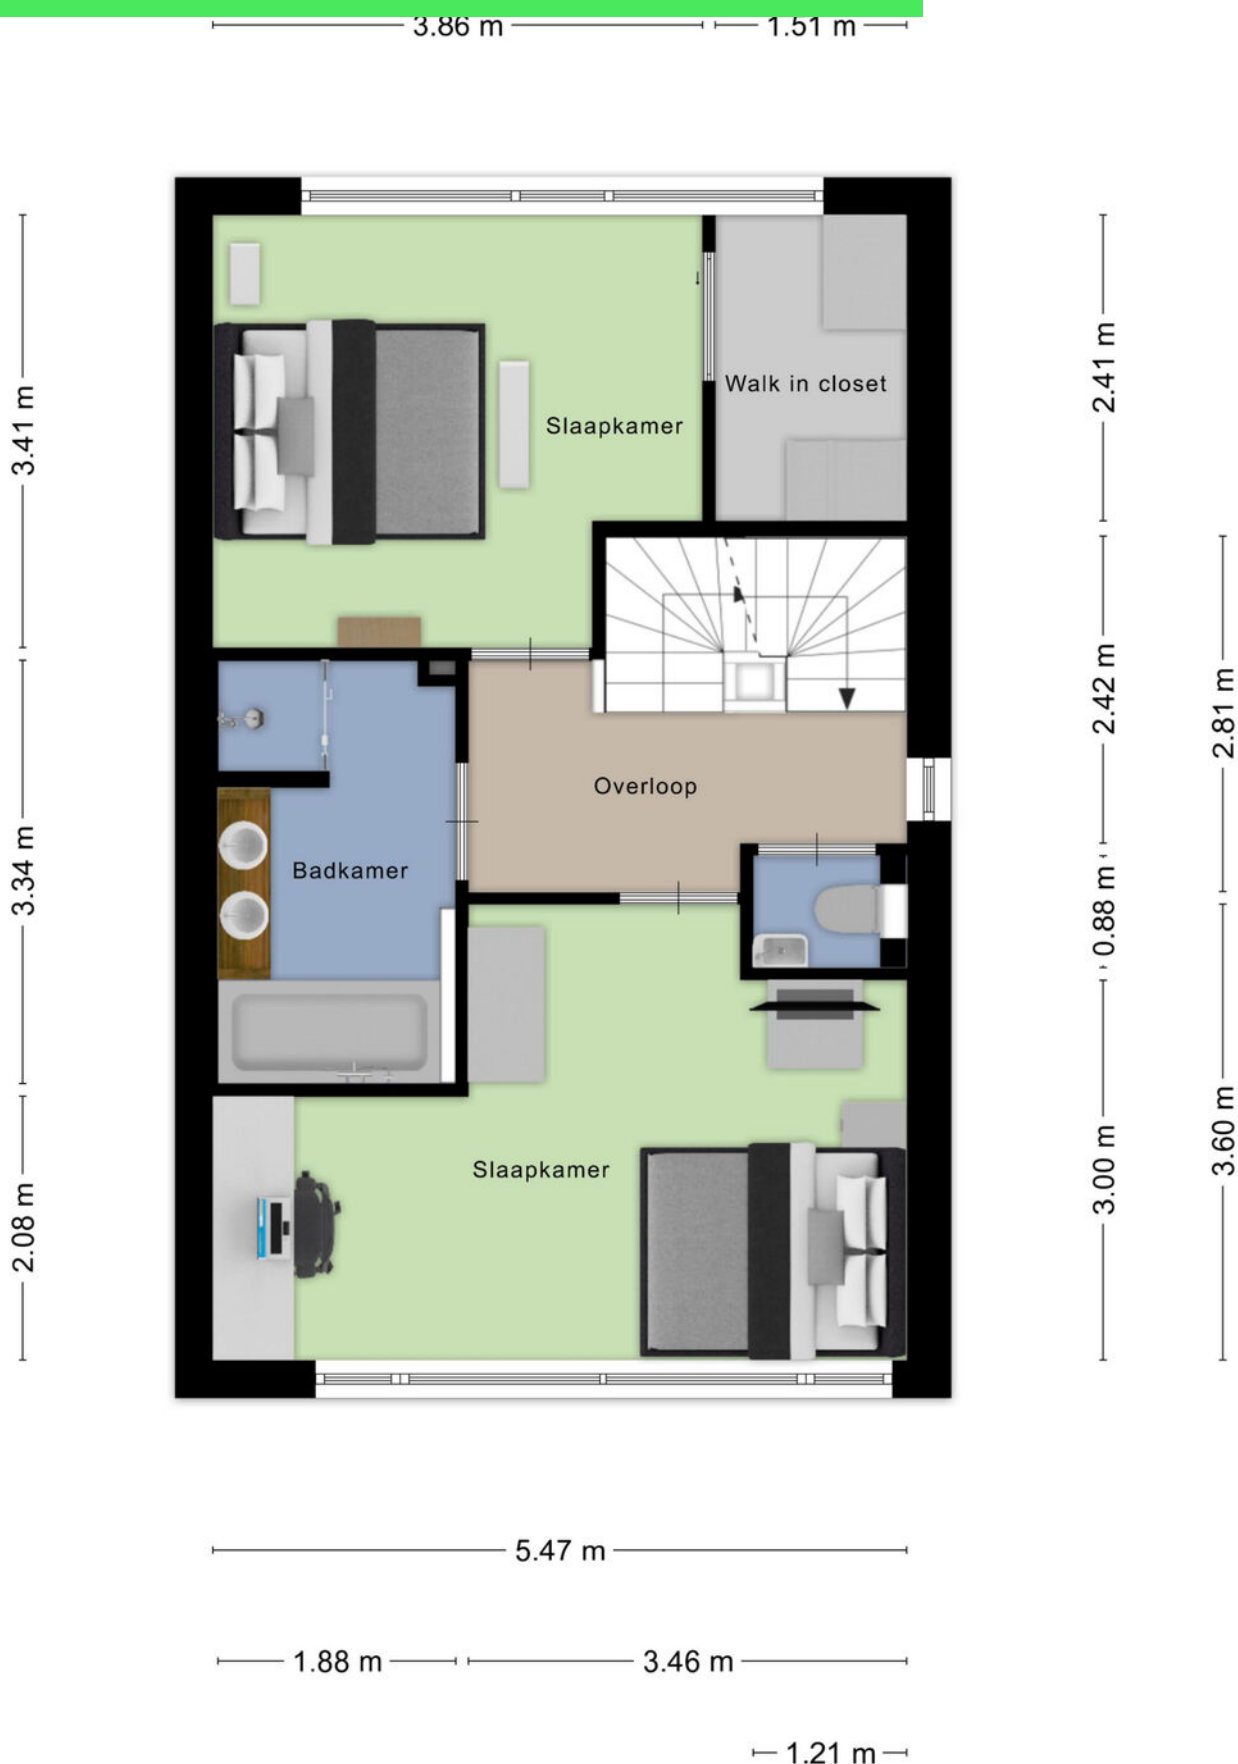 3.86 m
1.51 m
3.41 m
2.41 m
Walk in closet
Slaapkamer
2.42 m
2.81 m
Overloop
Badkamer
3.34 m
0.88 m
Slaapkamer
3.00 m
3.60 m
2.08 m
5.47 m
1.88 m
3.46 m
1.21 m